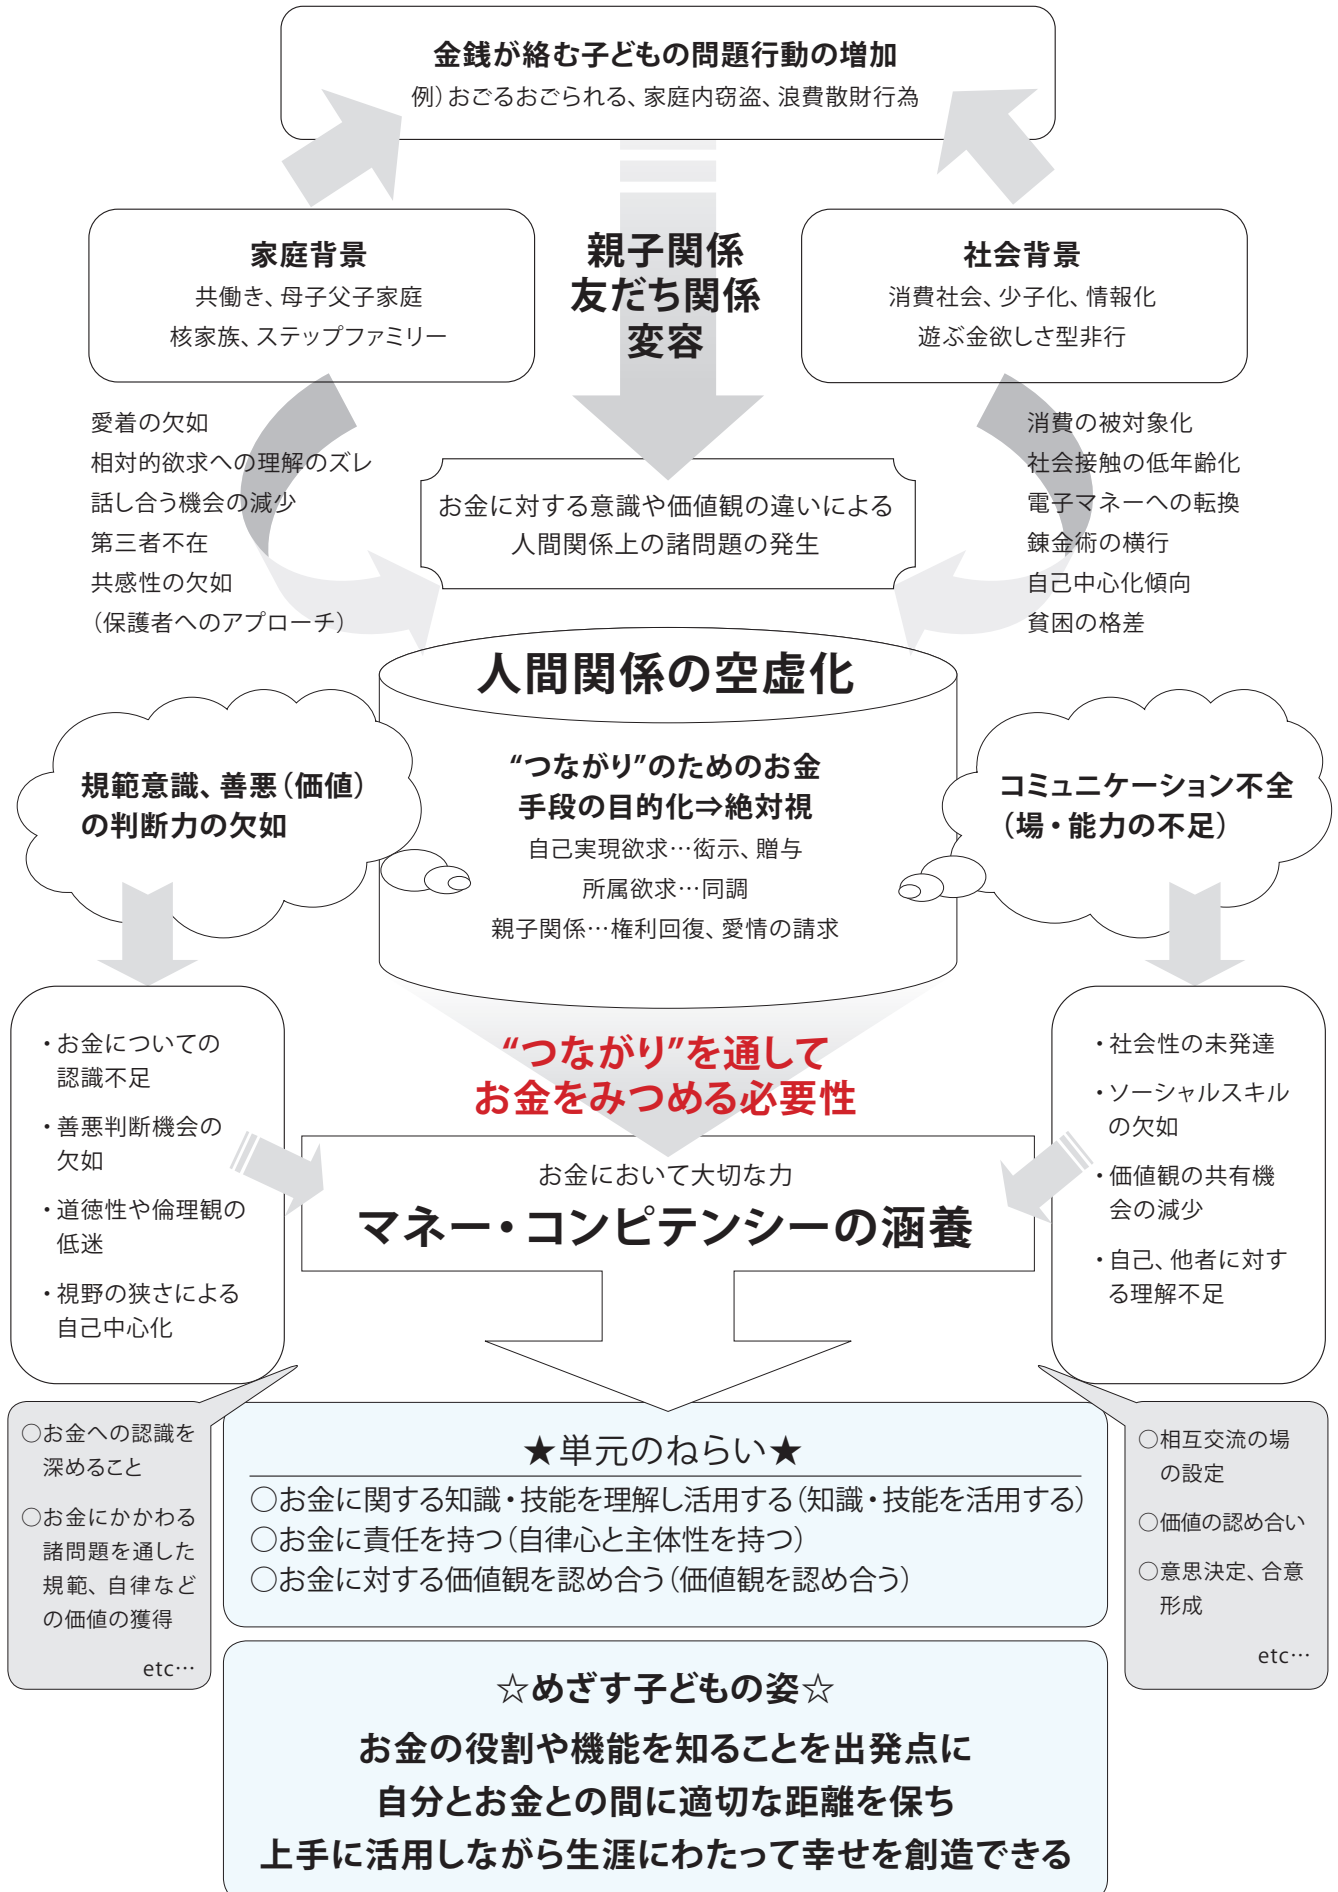 金銭が絡む子どもの問題行動の増加
例）おごるおごられる、家庭内窃盗、浪費散財行為
家庭背景
共働き、母子父子家庭
核家族、ステップファミリー
親子関係
友だち関係
変容
社会背景
消費社会、少子化、情報化
遊ぶ金欲しさ型非行
愛着の欠如
相対的欲求への理解のズレ
話し合う機会の減少
第三者不在
共感性の欠如
（保護者へのアプローチ）
お金に対する意識や価値観の違いによる
人間関係上の諸問題の発生
消費の被対象化
社会接触の低年齢化
電子マネーへの転換
錬金術の横行
自己中心化傾向
貧困の格差
人間関係の空虚化
“つながり”のためのお金
手段の目的化⇒絶対視
自己実現欲求…衒示、贈与
所属欲求…同調
親子関係…権利回復、愛情の請求
規範意識、善悪（価値）
の判断力の欠如
コミュニケーション不全
（場・能力の不足）
・お金についての
認識不足
・善悪判断機会の
欠如
・道徳性や倫理観の
低迷
・視野の狭さによる
自己中心化
“つながり”を通して
お金をみつめる必要性
・社会性の未発達
・ソーシャルスキル
の欠如
・価値観の共有機
会の減少
・自己、他者に対す
る理解不足
お金において大切な力
マネー・コンピテンシーの涵養
○お金への認識を
深めること
○お金にかかわる
諸問題を通した
規範、自律など
の価値の獲得
etc…
★単元のねらい★
○お金に関する知識・技能を理解し活用する（知識・技能を活用する）
○お金に責任を持つ（自律心と主体性を持つ）
○お金に対する価値観を認め合う（価値観を認め合う）
○相互交流の場
の設定
○価値の認め合い
○意思決定、合意
形成
etc…
☆めざす子どもの姿☆
お金の役割や機能を知ることを出発点に
自分とお金との間に適切な距離を保ち
上手に活用しながら生涯にわたって幸せを創造できる